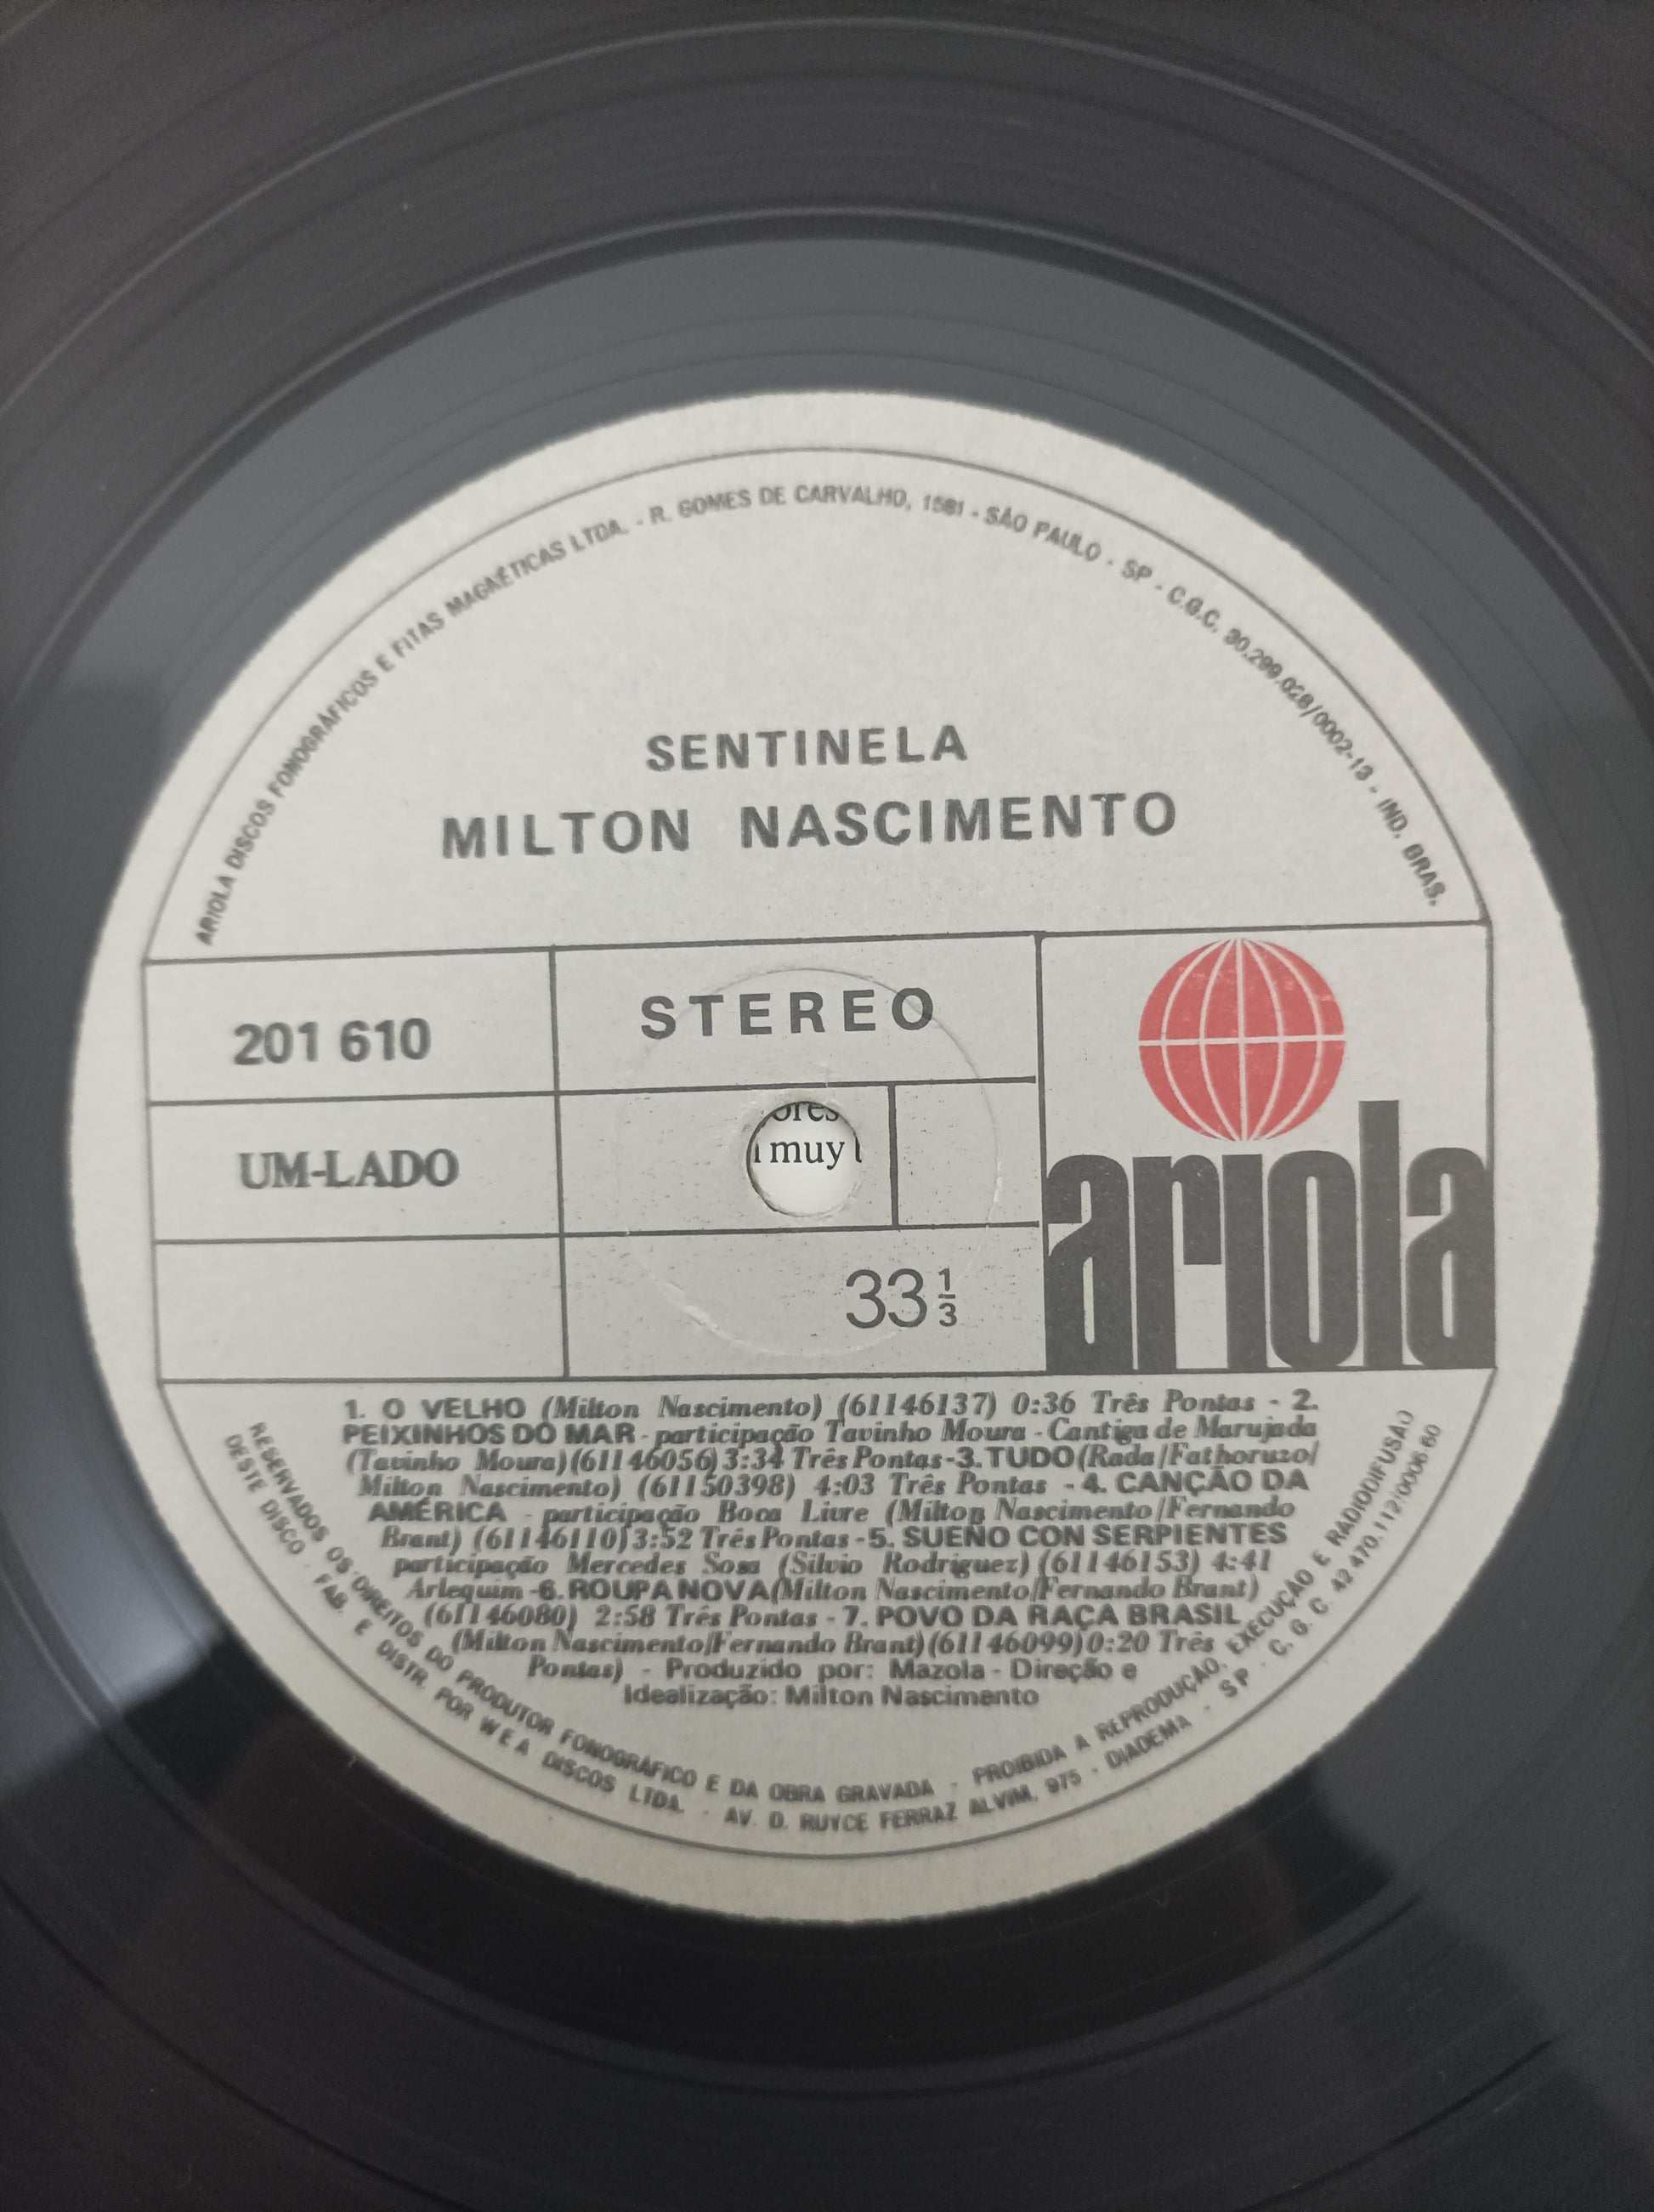 ARIOLA DISCOS FONOGRÁFICOS E FITAS MAGNÉTICAS LTDA. - R. GOMES DE CARVALHO, 1581 - SÃO PAULO - SP - C.G.C. 30.299.028/0002-13 - IND. BRAS.
SENTINELA
MILTON NASCIMENTO
201 610
STEREO
UM-LADO
muy
33 1/3
ariola
1. O VELHO (Milton Nascimento) (61146137) 0:36 Três Pontas - 2.
PEIXINHOS DO MAR - participação Tavinho Moura - Cantiga de Marujada
(Tavinho Moura) (61146056) 3:34 Três Pontas - 3. TUDO (Rada/Fathoruzo/
Milton Nascimento) (61150398) 4:03 Três Pontas - 4. CANÇÃO DA
AMÉRICA - participação Boca Livre (Milton Nascimento/Fernando
Brant) (61146110) 3:52 Três Pontas - 5. SUEÑO CON SERPIENTES
participação Mercedes Sosa (Silvio Rodriguez) (61146153) 4:41
Arlequim - 6. ROUPA NOVA (Milton Nascimento/Fernando Brant)
(61146080) 2:58 Três Pontas - 7. POVO DA RAÇA BRASIL
(Milton Nascimento/Fernando Brant) (61146099) 0:20 Três
Pontas) - Produzido por: Mazola - Direção e
Idealização: Milton Nascimento
RESERVADOS OS DIREITOS DO PRODUTOR FONOGRÁFICO E DA OBRA GRAVADA - PROIBIDA A REPRODUÇÃO, EXECUÇÃO E RADIODIFUSÃO
DESTE DISCO - FAB. E DISTR. POR WEA DISCOS LTDA. - AV. D. RUYCE FERRAZ ALVIM, 975 - DIADEMA - SP - C. G. C 42.470.112/0006-60